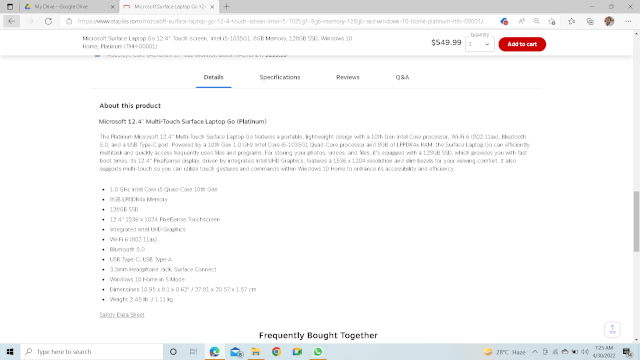 My Drive - Google Drive
Microsoft Surface Laptop Go 12.4
https://www.staples.com/microsoft-surface-laptop-go-12-4-touch-screen-intel-i5-1035g1-8gb-memory-128gb-ssd-windows-10-home-platinum-thh-00001/...
Microsoft Surface Laptop Go 12.4" Touch-screen, Intel i5-1035G1, 8GB Memory, 128GB SSD, Windows 10
Home, Platinum (THH-00001)
$549.99
Quantity
1
Add to cart
Details
Specifications
Reviews
Q&A
About this product
Microsoft 12.4" Multi-Touch Surface Laptop Go (Platinum)
The Platinum Microsoft 12.4" Multi-Touch Surface Laptop Go features a portable, lightweight design with a 10th Gen Intel Core processor, Wi-Fi 6 (802.11ax), Bluetooth
5.0, and a USB Type-C port. Powered by a 10th Gen 1.0 GHz Intel Core i5-1035G1 Quad-Core processor and 8GB of LPDDR4x RAM, the Surface Laptop Go can efficiently
multitask and quickly access frequently used files and programs. For storing your photos, videos, and files, it's equipped with a 128GB SSD, which provides you with fast
boot times. Its 12.4" PixelSense display, driven by integrated Intel UHD Graphics, features a 1536 x 1204 resolution and slim bezels for your viewing comfort. It also
supports multi-touch so you can utilize touch gestures and commands within Windows 10 Home to enhance its accessibility and efficiency.
• 1.0 GHz Intel Core i5 Quad-Core 10th Gen
• 8GB LPDDR4x Memory
• 128GB SSD
• 12.4" 1536 x 1024 PixelSense Touchscreen
• Integrated Intel UHD Graphics
• Wi-Fi 6 (802.11ax)
• Bluetooth 5.0
• USB Type-C, USB Type-A
• 3.5mm Headphone Jack, Surface Connect
• Windows 10 Home in S Mode
• Dimensions 10.95 x 8.1 x 0.62" / 27.81 x 20.57 x 1.57 cm
• Weight 2.45 lb. / 1.11 kg
Safety Data Sheet
Frequently Bought Together
Type here to search
28°C Haze
7:25 AM
4/30/2022